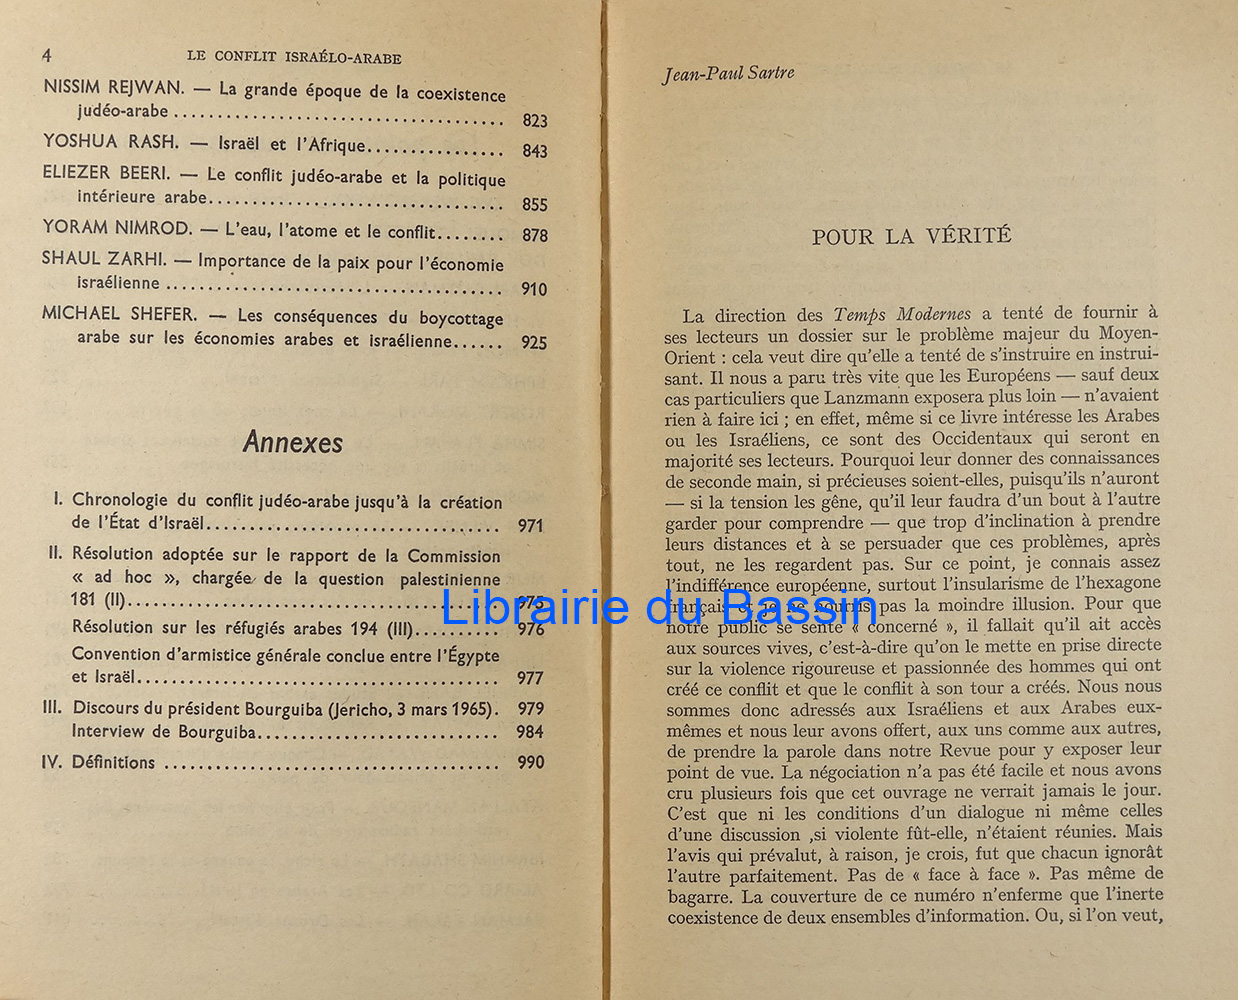 4
LE CONFLIT ISRAÉLO-ARABE
NISSIM REJWAN. — La grande époque de la coexistence
judéo-arabe ..................................... 823
YOSHUA RASH. — Israël et l'Afrique................ 843
ELIEZER BEERI. — Le conflit judéo-arabe et la politique
intérieure arabe.................................. 855
YORAM NIMROD. — L'eau, l'atome et le conflit........ 878
SHAUL ZARHI. — Importance de la paix pour l'économie
israélienne ...................................... 910
MICHAEL SHEFER. — Les conséquences du boycottage
arabe sur les économies arabes et israélienne...... 925
Annexes
I. Chronologie du conflit judéo-arabe jusqu'à la création
de l'État d'Israël................................. 971
II. Résolution adoptée sur le rapport de la Commission
« ad hoc », chargée de la question palestinienne
181 (II)........................................... 975
Résolution sur les réfugiés arabes 194 (III).......... 976
Convention d'armistice générale conclue entre l'Égypte
et Israël.......................................... 977
III. Discours du président Bourguiba (Jéricho, 3 mars 1965). 979
Interview de Bourguiba............................ 984
IV. Définitions ....................................... 990
Jean-Paul Sartre
POUR LA VÉRITÉ
La direction des Temps Modernes a tenté de fournir à
ses lecteurs un dossier sur le problème majeur du Moyen-
Orient : cela veut dire qu'elle a tenté de s'instruire en instrui-
sant. Il nous a paru très vite que les Européens — sauf deux
cas particuliers que Lanzmann exposera plus loin — n'avaient
rien à faire ici ; en effet, même si ce livre intéresse les Arabes
ou les Israéliens, ce sont des Occidentaux qui seront en
majorité ses lecteurs. Pourquoi leur donner des connaissances
de seconde main, si précieuses soient-elles, puisqu'ils n'auront
— si la tension les gêne, qu'il leur faudra d'un bout à l'autre
garder pour comprendre — que trop d'inclination à prendre
leurs distances et à se persuader que ces problèmes, après
tout, ne les regardent pas. Sur ce point, je connais assez
l'indifférence européenne, surtout l'insularisme de l'hexagone
français et je ne nourris pas la moindre illusion. Pour que
notre public se sente « concerné », il fallait qu'il ait accès
aux sources vives, c'est-à-dire qu'on le mette en prise directe
sur la violence rigoureuse et passionnée des hommes qui ont
créé ce conflit et que le conflit à son tour a créés. Nous nous
sommes donc adressés aux Israéliens et aux Arabes eux-
mêmes et nous leur avons offert, aux uns comme aux autres,
de prendre la parole dans notre Revue pour y exposer leur
point de vue. La négociation n'a pas été facile et nous avons
cru plusieurs fois que cet ouvrage ne verrait jamais le jour.
C'est que ni les conditions d'un dialogue ni même celles
d'une discussion ,si violente fût-elle, n'étaient réunies. Mais
l'avis qui prévalut, à raison, je crois, fut que chacun ignorât
l'autre parfaitement. Pas de « face à face ». Pas même de
bagarre. La couverture de ce numéro n'enferme que l'inerte
coexistence de deux ensembles d'information. Ou, si l'on veut,
Librairie du Bassin